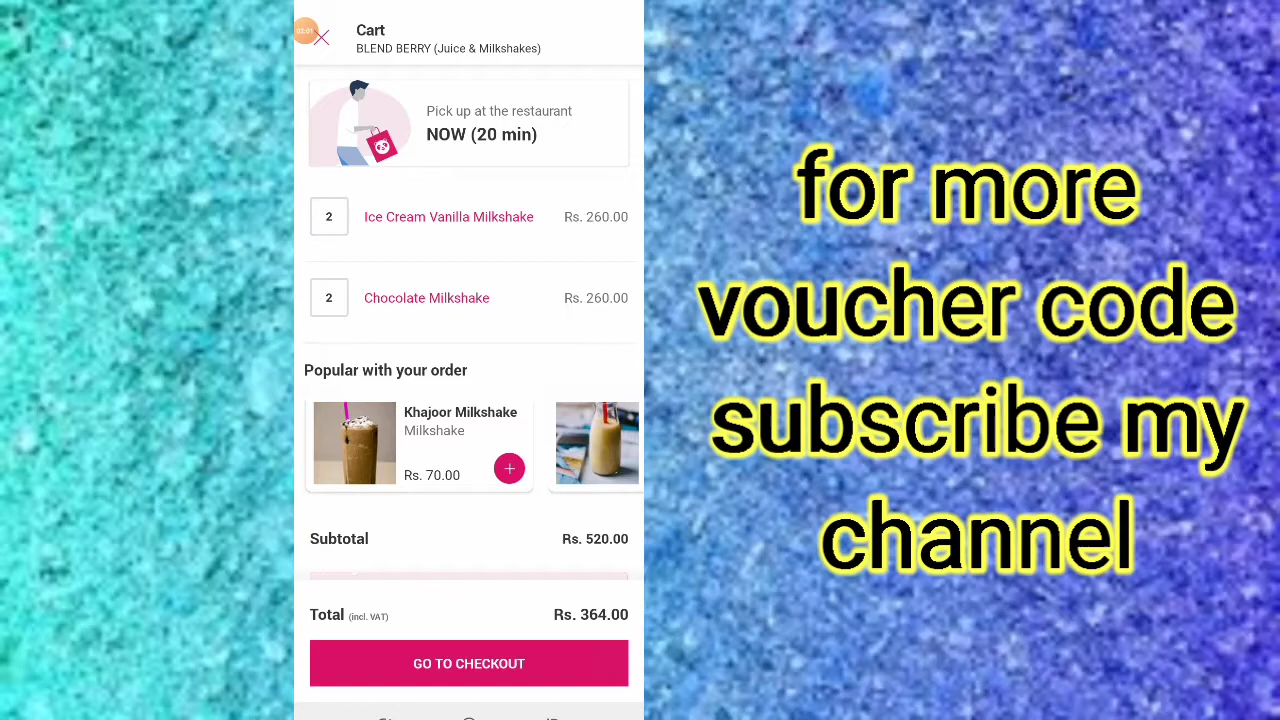 02:01
Cart
BLEND BERRY (Juice & Milkshakes)
Pick up at the restaurant
NOW (20 min)
2 Ice Cream Vanilla Milkshake Rs. 260.00
2 Chocolate Milkshake Rs. 260.00
Popular with your order
Khajoor Milkshake
Milkshake
Rs. 70.00
Subtotal Rs. 520.00
Total (incl. VAT) Rs. 364.00
GO TO CHECKOUT
for more
voucher code
subscribe my
channel